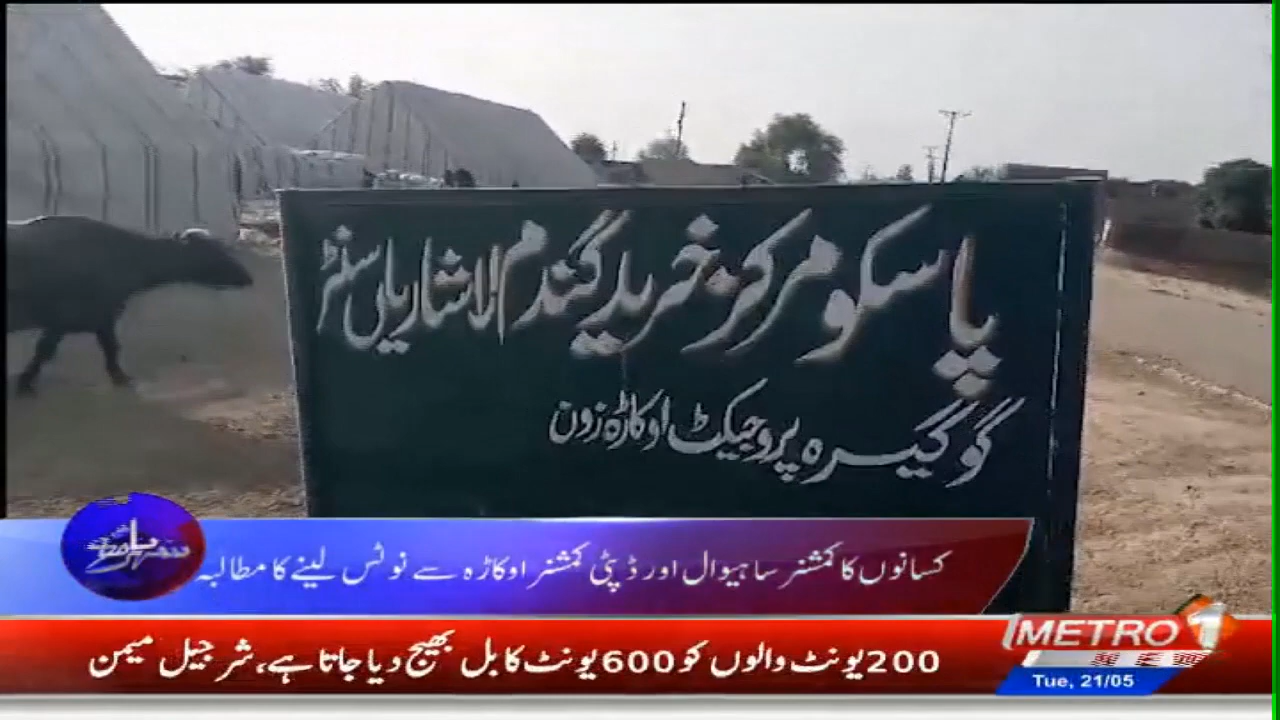 پاسکو مرکز خرید گندم الاشاریاں سنٹر
گوگیرہ پروجیکٹ اوکاڑہ زون
کسانوں کا کمشنر ساہیوال اور ڈپٹی کمشنر اوکاڑہ سے نوٹس لینے کا مطالبہ
200 یونٹ والوں کو 600 یونٹ کا بل بھیج دیا جاتا ہے، شرجیل میمن
METRO 1
NEWS
Tue, 21/05